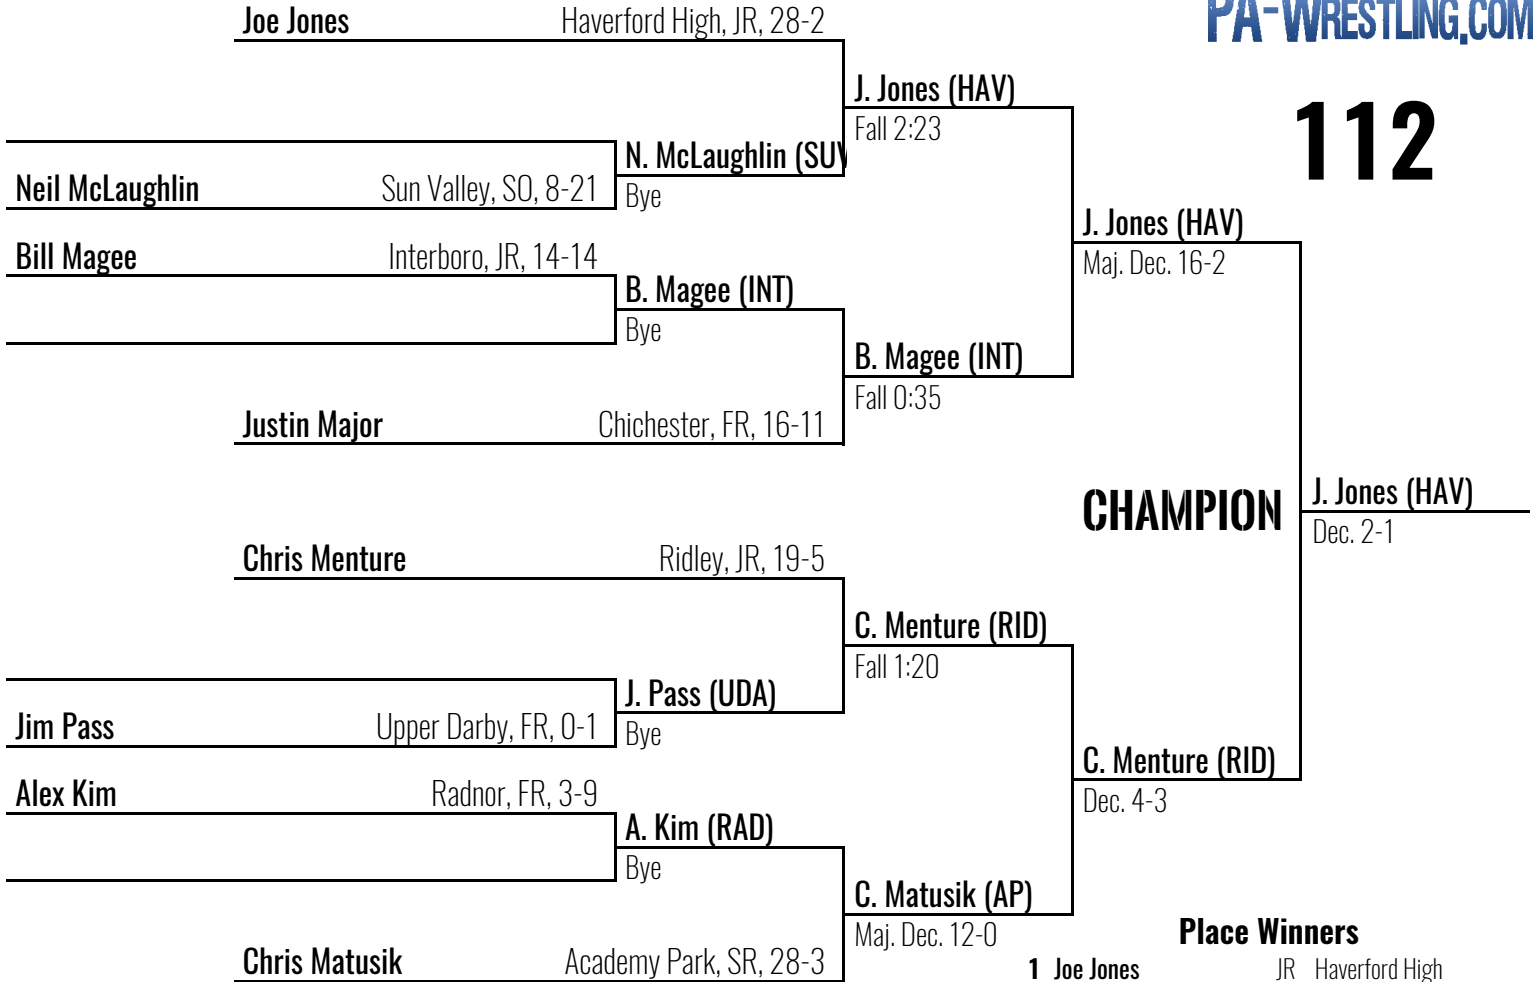 PA-WRESTLING.COM
Joe Jones Haverford High, JR, 28-2
J. Jones (HAV)
Fall 2:23
112
N. McLaughlin (SUV
Neil McLaughlin Sun Valley, SO, 8-21
Bye
J. Jones (HAV)
Maj. Dec. 16-2
Bill Magee Interboro, JR, 14-14
B. Magee (INT)
Bye
B. Magee (INT)
Fall 0:35
Justin Major Chichester, FR, 16-11
CHAMPION
J. Jones (HAV)
Dec. 2-1
Chris Menture Ridley, JR, 19-5
C. Menture (RID)
Fall 1:20
J. Pass (UDA)
Jim Pass Upper Darby, FR, 0-1
Bye
C. Menture (RID)
Dec. 4-3
Alex Kim Radnor, FR, 3-9
A. Kim (RAD)
Bye
C. Matusik (AP)
Maj. Dec. 12-0
Chris Matusik Academy Park, SR, 28-3
Place Winners
1 Joe Jones JR Haverford High